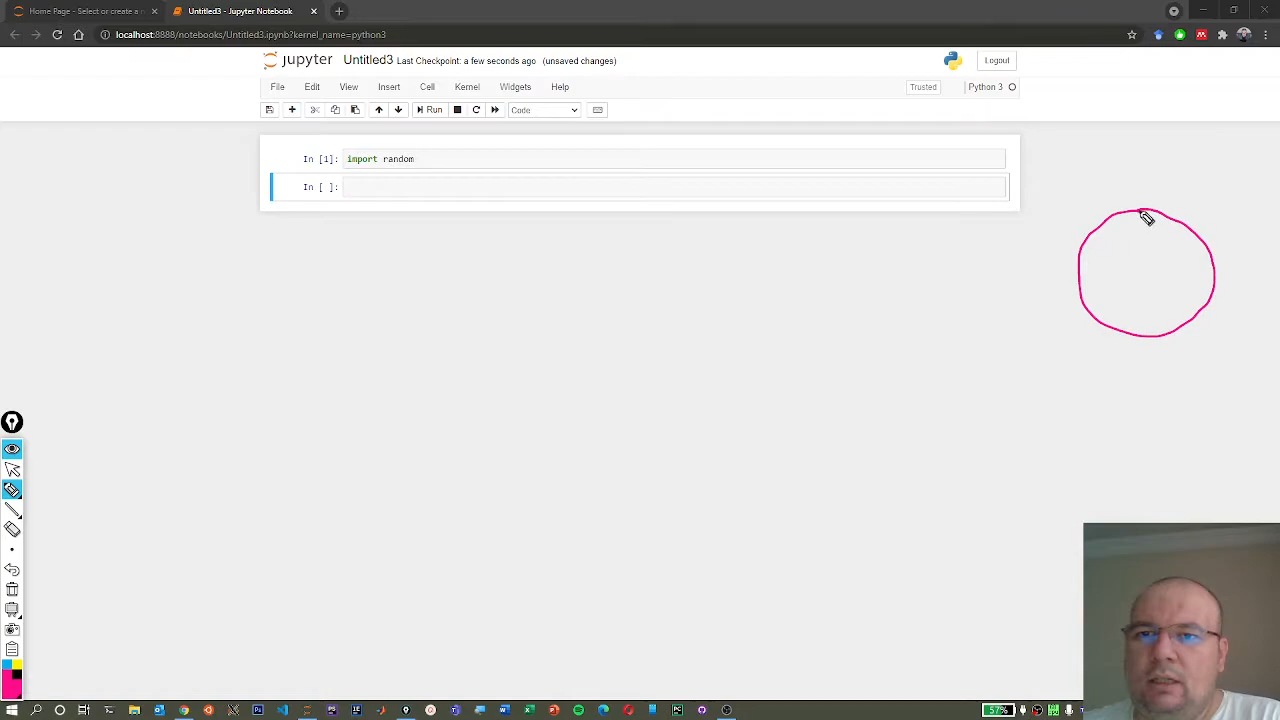 Home Page - Select or create a n
Untitled3 - Jupyter Notebook
localhost:8888/notebooks/Untitled3.ipynb?kernel_name=python3
jupyter Untitled3 Last Checkpoint: a few seconds ago (unsaved changes)
Logout
File Edit View Insert Cell Kernel Widgets Help
Trusted
Python 3
Run
Code
In [1]: import random
In [ ]:
57%